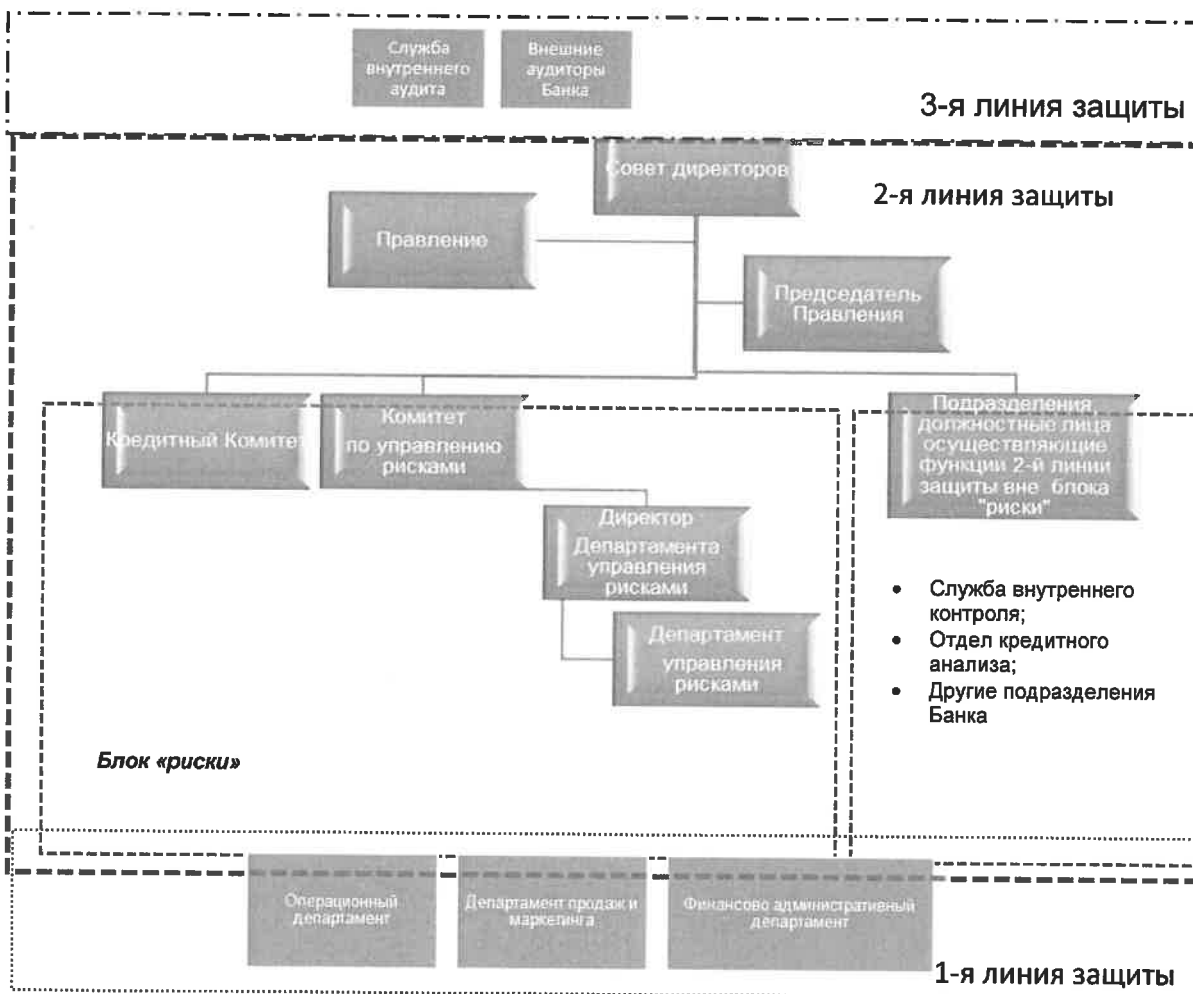 Служба
внутреннего
аудита
Внешние
аудиторы
Банка
3-я линия защиты
Совет директоров
2-я линия защиты
Правление
Председатель
Правления
Кредитный Комитет
Комитет
по управлению
рисками
Подразделения,
должностные лица
осуществляющие
функции 2-й линии
защиты вне блока
"риски"
Директор
Департамента
управления
рисками
Департамент
управления
рисками
• Служба внутреннего
контроля;
• Отдел кредитного
анализа;
• Другие подразделения
Банка
Блок «риски»
Операционный
департамент
Департамент продаж и
маркетинга
Финансово административный
департамент
1-я линия защиты